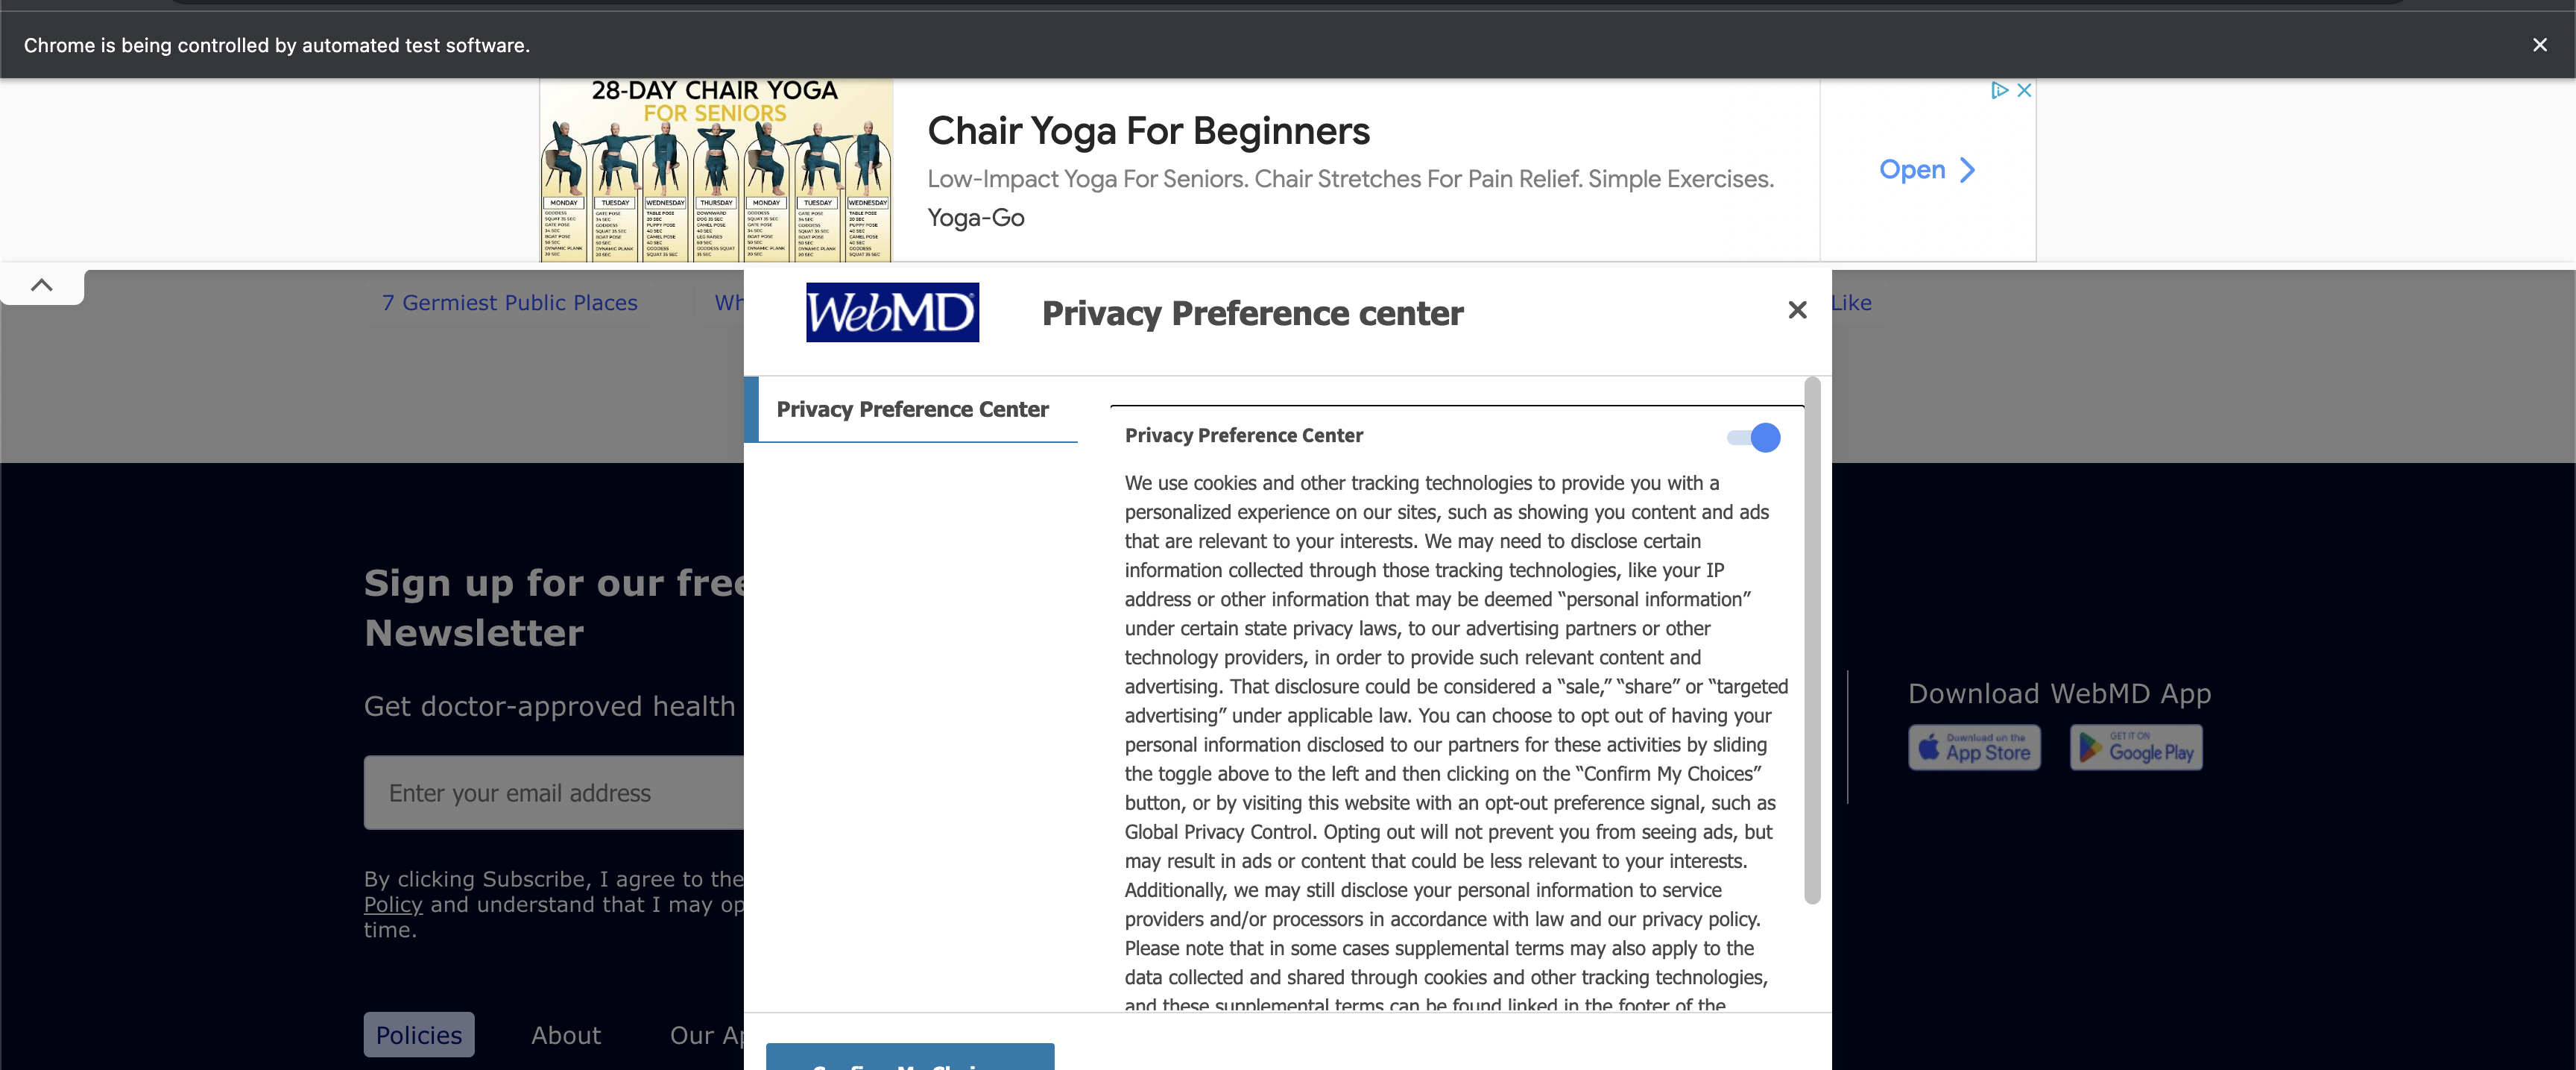 Chrome is being controlled by automated test software.
28-DAY CHAIR YOGA
FOR SENIORS
MONDAY
TUESDAY
WEDNESDAY
THURSDAY
MONDAY
TUESDAY
WEDNESDAY
Chair Yoga For Beginners
Low-Impact Yoga For Seniors. Chair Stretches For Pain Relief. Simple Exercises.
Yoga-Go
Open
7 Germiest Public Places
Like
WebMD
Privacy Preference center
Privacy Preference Center
Privacy Preference Center
We use cookies and other tracking technologies to provide you with a
personalized experience on our sites, such as showing you content and ads
that are relevant to your interests. We may need to disclose certain
information collected through those tracking technologies, like your IP
address or other information that may be deemed “personal information”
under certain state privacy laws, to our advertising partners or other
technology providers, in order to provide such relevant content and
advertising. That disclosure could be considered a “sale,” “share” or “targeted
advertising” under applicable law. You can choose to opt out of having your
personal information disclosed to our partners for these activities by sliding
the toggle above to the left and then clicking on the “Confirm My Choices”
button, or by visiting this website with an opt-out preference signal, such as
Global Privacy Control. Opting out will not prevent you from seeing ads, but
may result in ads or content that could be less relevant to your interests.
Additionally, we may still disclose your personal information to service
providers and/or processors in accordance with law and our privacy policy.
Please note that in some cases supplemental terms may also apply to the
data collected and shared through cookies and other tracking technologies,
and these supplemental terms can be found linked in the footer of the
Sign up for our free
Newsletter
Get doctor-approved health
Enter your email address
By clicking Subscribe, I agree to the
Policy and understand that I may op
time.
Policies
About
Our Ap
Download WebMD App
Download on the
App Store
GET IT ON
Google Play